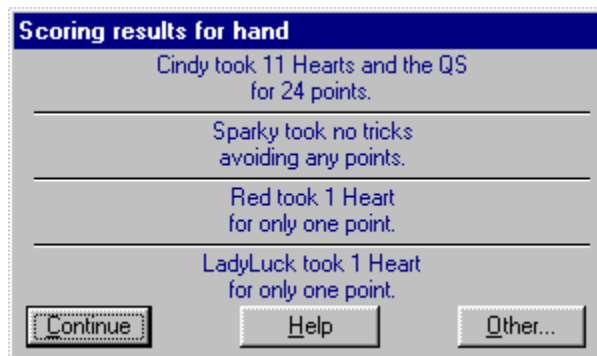 Scoring results for hand
Cindy took 11 Hearts and the QS
for 24 points.
Sparky took no tricks
avoiding any points.
Red took 1 Heart
for only one point.
LadyLuck took 1 Heart
for only one point.
Continue Help Other...